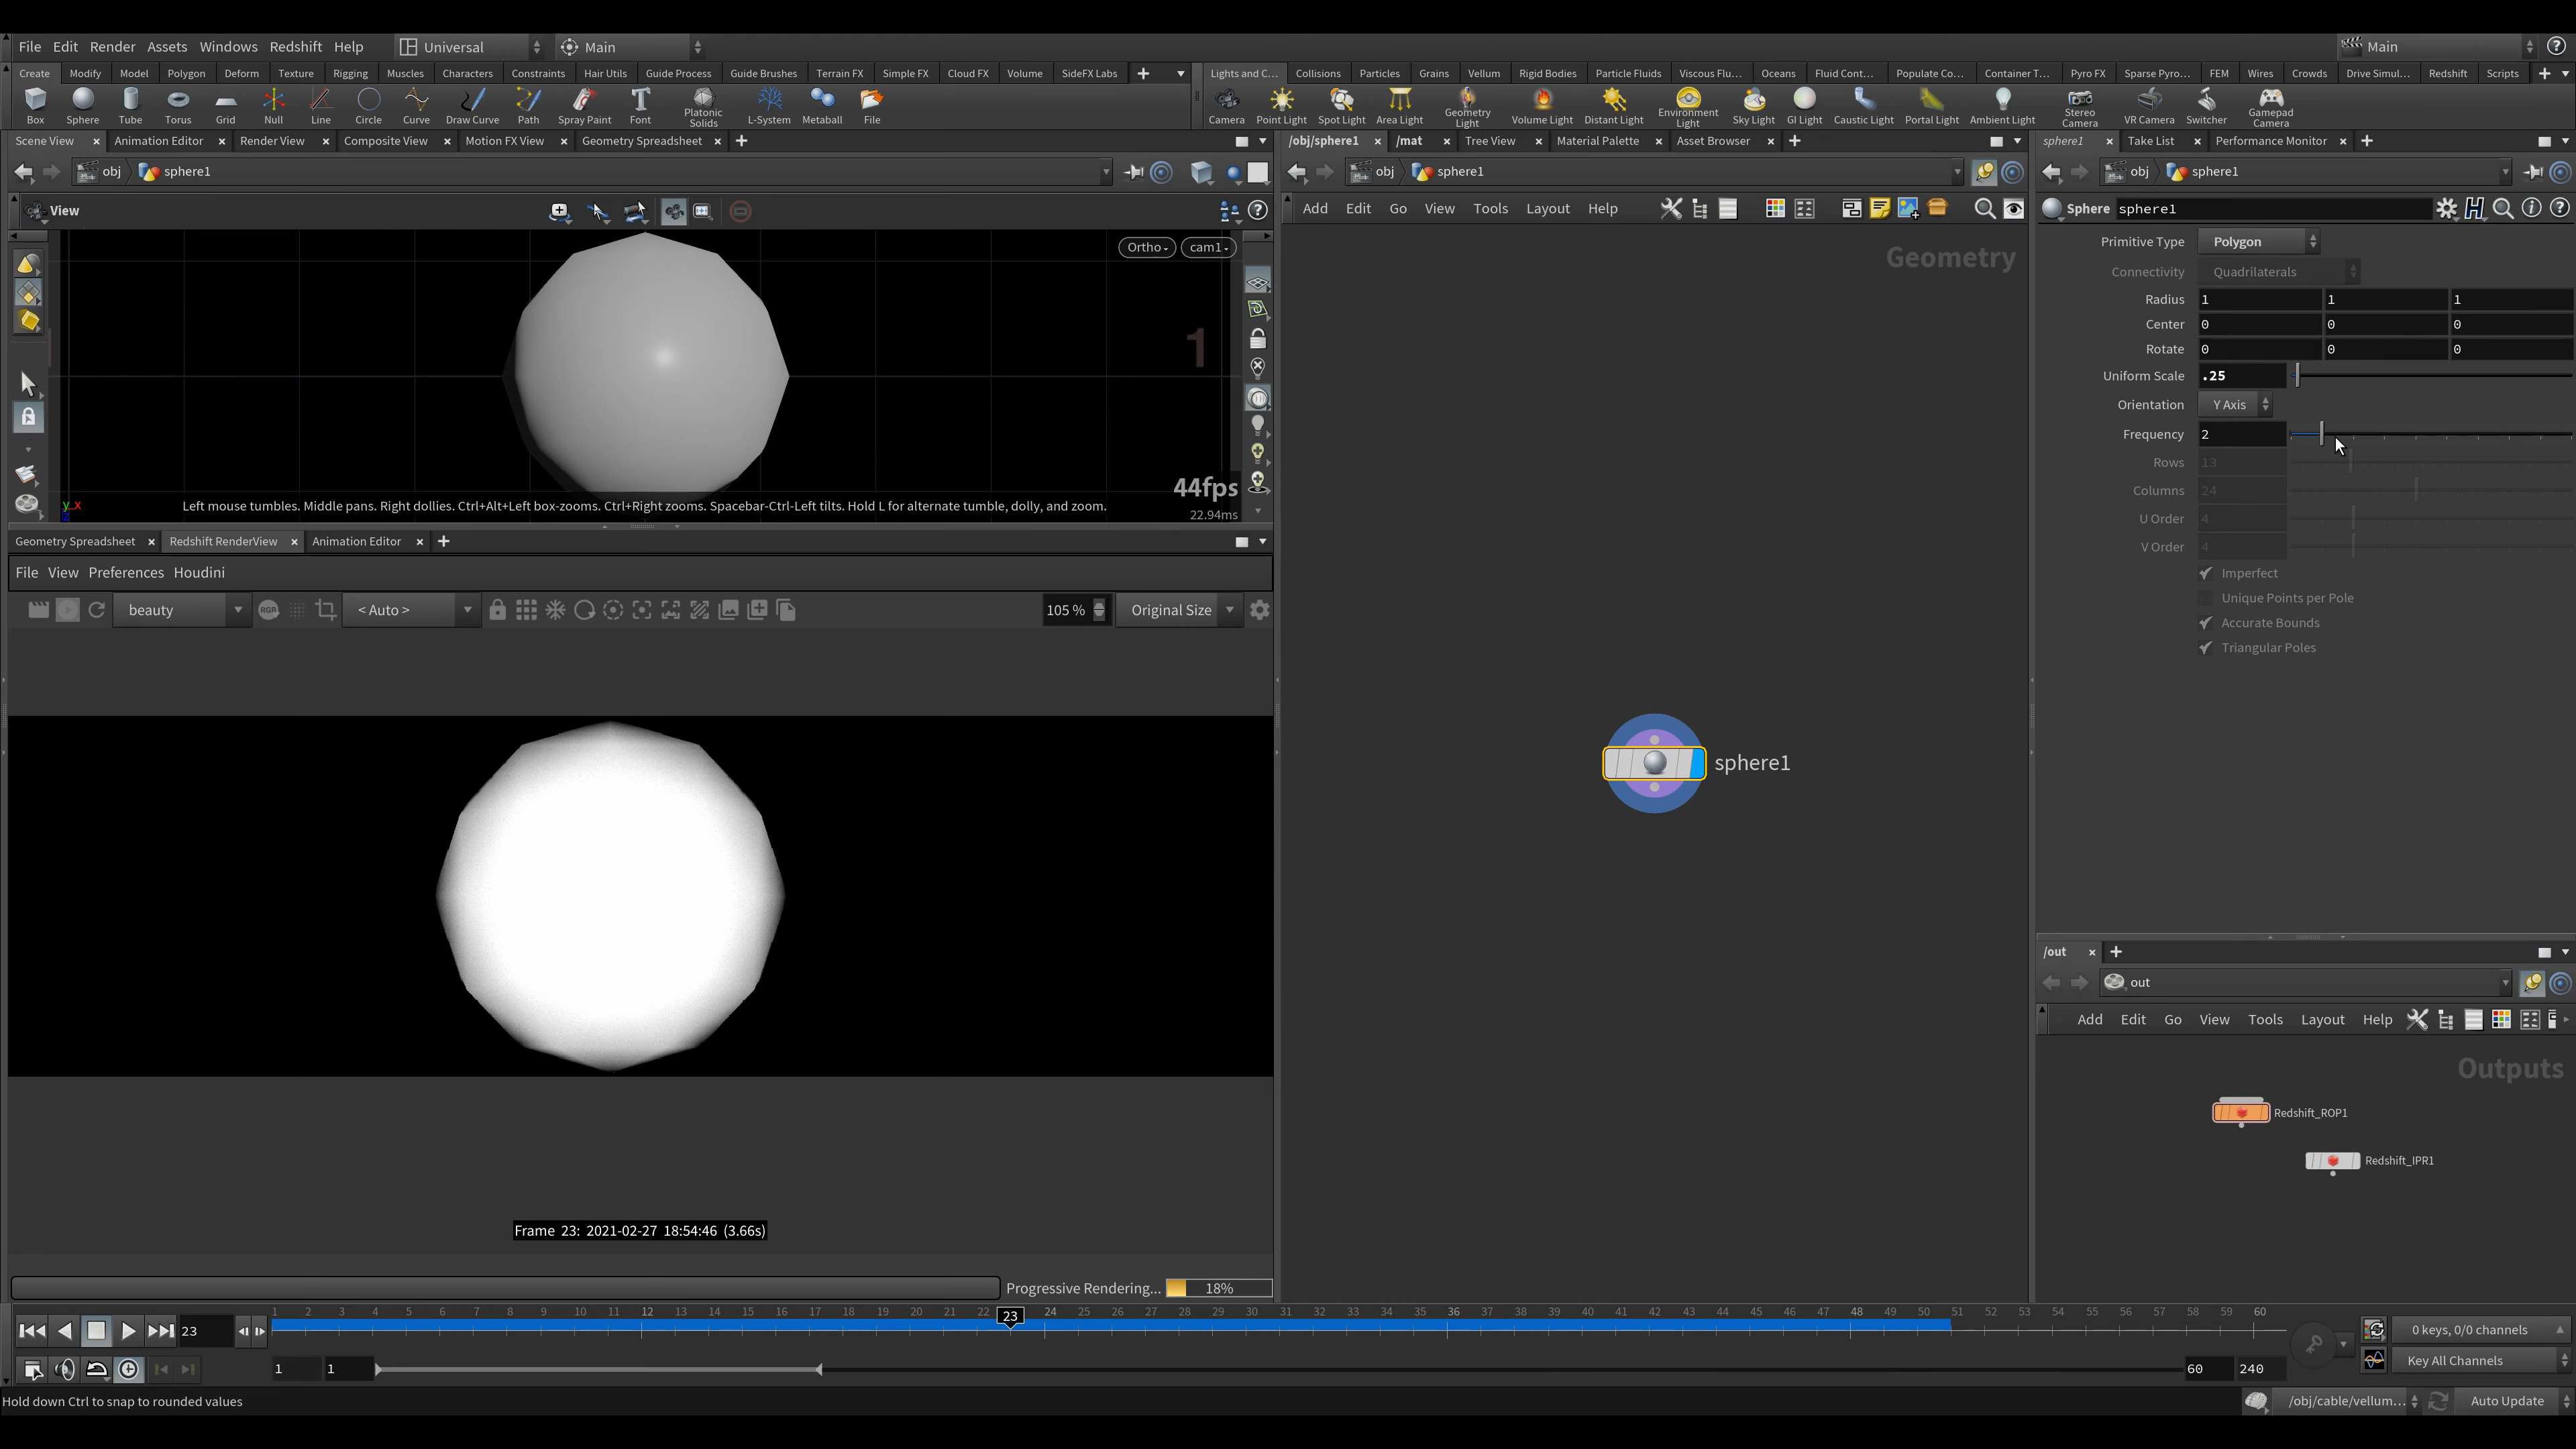 File Edit Render Assets Windows Redshift Help Universal Main Main
Create Modify Model Polygon Deform Texture Rigging Muscles Characters Constraints Hair Utils Guide Process Guide Brushes Terrain FX Simple FX Cloud FX Volume SideFX Labs
Lights and C... Collisions Particles Grains Vellum Rigid Bodies Particle Fluids Viscous Flu... Oceans Fluid Cont... Populate Co... Container T... Pyro FX Sparse Pyro... FEM Wires Crowds Drive Simul... Redshift Scripts
Box Sphere Tube Torus Grid Null Line Circle Curve Draw Curve Path Spray Paint Font Platonic Solids L-System Metaball File
Camera Point Light Spot Light Area Light Geometry Light Volume Light Distant Light Environment Light Sky Light GI Light Caustic Light Portal Light Ambient Light Stereo Camera VR Camera Switcher Gamepad Camera
Scene View Animation Editor Render View Composite View Motion FX View Geometry Spreadsheet
obj sphere1
View
Ortho cam1
1
44fps
22.94ms
y x
Left mouse tumbles. Middle pans. Right dollies. Ctrl+Alt+Left box-zooms. Ctrl+Right zooms. Spacebar-Ctrl-Left tilts. Hold L for alternate tumble, dolly, and zoom.
Geometry Spreadsheet Redshift RenderView Animation Editor
File View Preferences Houdini
RGB
beauty < Auto > 105 % Original Size
Frame 23: 2021-02-27 18:54:46 (3.66s)
Progressive Rendering... 18%
/obj/sphere1 /mat Tree View Material Palette Asset Browser
obj sphere1
Add Edit Go View Tools Layout Help
Geometry
sphere1
sphere1 Take List Performance Monitor
obj sphere1
Sphere sphere1
Primitive Type Polygon
Connectivity Quadrilaterals
Radius 1 1 1
Center 0 0 0
Rotate 0 0 0
Uniform Scale .25
Orientation Y Axis
Frequency 2
Rows 13
Columns 24
U Order 4
V Order 4
Imperfect
Unique Points per Pole
Accurate Bounds
Triangular Poles
/out
out
Add Edit Go View Tools Layout Help
Outputs
Redshift_ROP1
Redshift_IPR1
1 2 3 4 5 6 7 8 9 10 11 12 13 14 15 16 17 18 19 20 21 22 23 24 25 26 27 28 29 30 31 32 33 34 35 36 37 38 39 40 41 42 43 44 45 46 47 48 49 50 51 52 53 54 55 56 57 58 59 60
23
0 keys, 0/0 channels
1 1 60 240
Key All Channels
Hold down Ctrl to snap to rounded values
/obj/cable/vellum... Auto Update